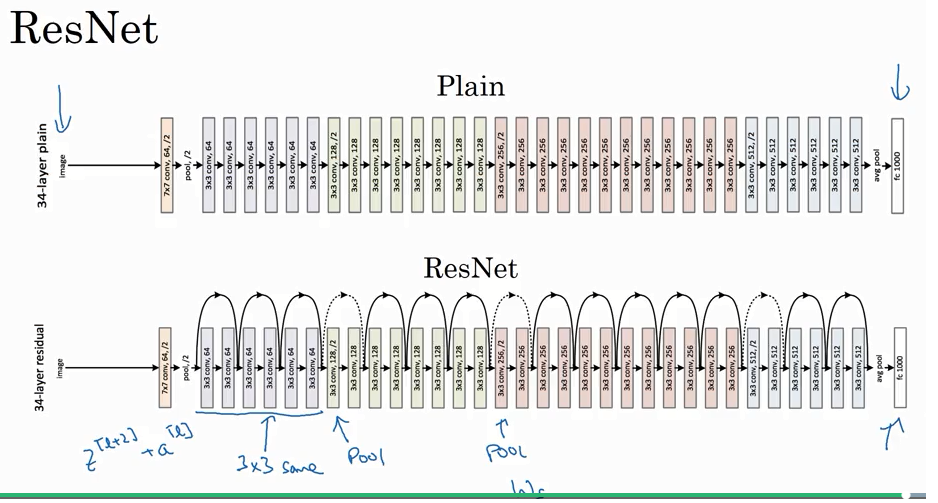 ResNet
Plain
34-layer plain
image
7x7 conv, 64, /2
pool, /2
3x3 conv, 64
3x3 conv, 64
3x3 conv, 64
3x3 conv, 64
3x3 conv, 64
3x3 conv, 64
3x3 conv, 128, /2
3x3 conv, 128
3x3 conv, 128
3x3 conv, 128
3x3 conv, 128
3x3 conv, 128
3x3 conv, 128
3x3 conv, 128
3x3 conv, 256, /2
3x3 conv, 256
3x3 conv, 256
3x3 conv, 256
3x3 conv, 256
3x3 conv, 256
3x3 conv, 256
3x3 conv, 256
3x3 conv, 256
3x3 conv, 256
3x3 conv, 256
3x3 conv, 256
3x3 conv, 512, /2
3x3 conv, 512
3x3 conv, 512
3x3 conv, 512
3x3 conv, 512
3x3 conv, 512
avg pool
fc 1000
ResNet
34-layer residual
image
7x7 conv, 64, /2
pool, /2
3x3 conv, 64
3x3 conv, 64
3x3 conv, 64
3x3 conv, 64
3x3 conv, 64
3x3 conv, 64
3x3 conv, 128, /2
3x3 conv, 128
3x3 conv, 128
3x3 conv, 128
3x3 conv, 128
3x3 conv, 128
3x3 conv, 128
3x3 conv, 128
3x3 conv, 256, /2
3x3 conv, 256
3x3 conv, 256
3x3 conv, 256
3x3 conv, 256
3x3 conv, 256
3x3 conv, 256
3x3 conv, 256
3x3 conv, 256
3x3 conv, 256
3x3 conv, 256
3x3 conv, 256
3x3 conv, 512, /2
3x3 conv, 512
3x3 conv, 512
3x3 conv, 512
3x3 conv, 512
3x3 conv, 512
avg pool
fc 1000
z[l+2] + a[l]
3x3 same
Pool
Pool